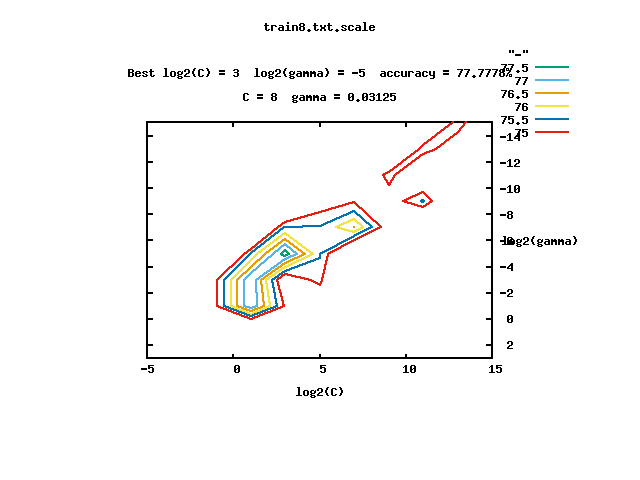 train8.txt.scale
"-"
Best log2(C) = 3  log2(gamma) = -5  accuracy = 77.7778%
77.5
77
76.5
76
75.5
75
C = 8  gamma = 0.03125
-14
-12
-10
-8
-6
log2(gamma)
-4
-2
0
2
-5 0 5 10 15
log2(C)